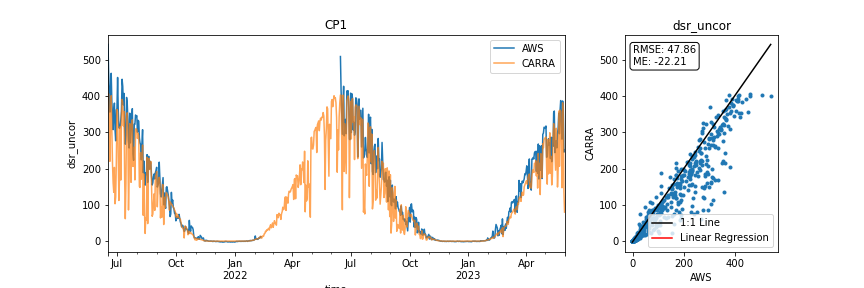 CP1
dsr_uncor
500
400
300
200
100
0
Jul
Oct
Jan
2022
Apr
Jul
Oct
Jan
2023
Apr
AWS
CARRA
dsr_uncor
CARRA
500
400
300
200
100
0
0
200
400
AWS
RMSE: 47.86
ME: -22.21
1:1 Line
Linear Regression